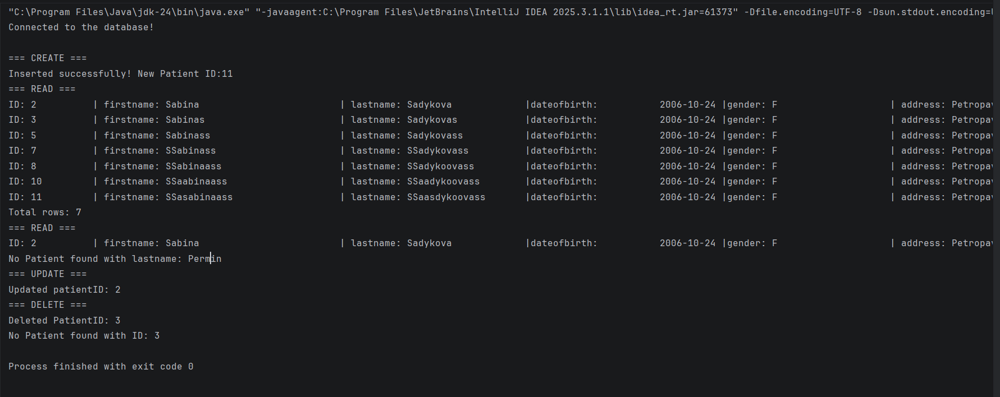 "C:\Program Files\Java\jdk-24\bin\java.exe" "-javaagent:C:\Program Files\JetBrains\IntelliJ IDEA 2025.3.1.1\lib\idea_rt.jar=61373" -Dfile.encoding=UTF-8 -Dsun.stdout.encoding=
Connected to the database!
=== CREATE ===
Inserted successfully! New Patient ID:11
=== READ ===
ID: 2          | firstname: Sabina                         | lastname: Sadykova             |dateofbirth:           2006-10-24 |gender: F                    | address: Petropav
ID: 3          | firstname: Sabinas                        | lastname: Sadykovas            |dateofbirth:           2006-10-24 |gender: F                    | address: Petropav
ID: 5          | firstname: Sabinass                       | lastname: Sadykovass           |dateofbirth:           2006-10-24 |gender: F                    | address: Petropav
ID: 7          | firstname: SSabinass                      | lastname: SSadykovass          |dateofbirth:           2006-10-24 |gender: F                    | address: Petropav
ID: 8          | firstname: SSabinaass                     | lastname: SSadykoovass         |dateofbirth:           2006-10-24 |gender: F                    | address: Petropav
ID: 10         | firstname: SSaabinaass                    | lastname: SSaadykoovass        |dateofbirth:           2006-10-24 |gender: F                    | address: Petropav
ID: 11         | firstname: SSasabinaass                   | lastname: SSaasdykoovass       |dateofbirth:           2006-10-24 |gender: F                    | address: Petropav
Total rows: 7
=== READ ===
ID: 2          | firstname: Sabina                         | lastname: Sadykova             |dateofbirth:           2006-10-24 |gender: F                    | address: Petropav
No Patient found with lastname: Permin
=== UPDATE ===
Updated patientID: 2
=== DELETE ===
Deleted PatientID: 3
No Patient found with ID: 3
Process finished with exit code 0